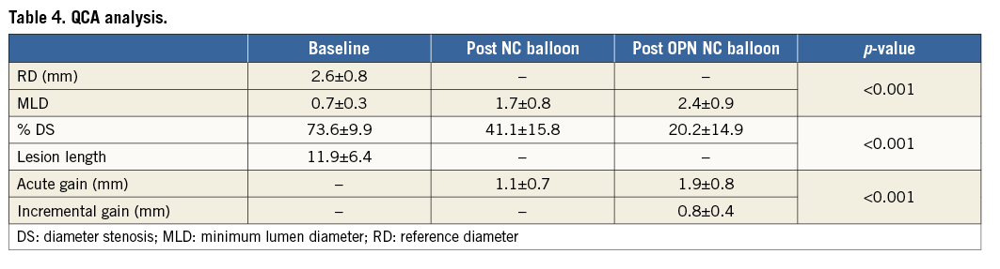 Table 4. QCA analysis.
Baseline Post NC balloon Post OPN NC balloon p-value
RD (mm) 2.6±0.8 – – <0.001
MLD 0.7±0.3 1.7±0.8 2.4±0.9
% DS 73.6±9.9 41.1±15.8 20.2±14.9 <0.001
Lesion length 11.9±6.4 – –
Acute gain (mm) – 1.1±0.7 1.9±0.8 <0.001
Incremental gain (mm) – – 0.8±0.4
DS: diameter stenosis; MLD: minimum lumen diameter; RD: reference diameter